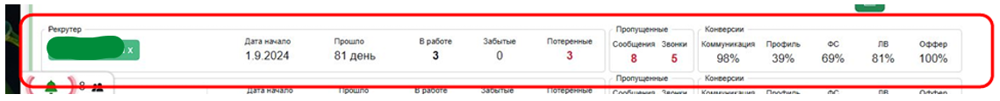 Рекрутер
x
Дата начало Прошло В работе Забытые Потерянные
1.9.2024 81 день 3 0 3
Пропущенные
Сообщения Звонки
8 5
Конверсии
Коммуникация Профиль ФС ЛВ Оффер
98% 39% 69% 81% 100%
8
Дата начало Прошло В работе Забытые Потерянные
Пропущенные
Сообщения Звонки
Конверсии
Коммуникация Профиль ФС ЛВ Оффер